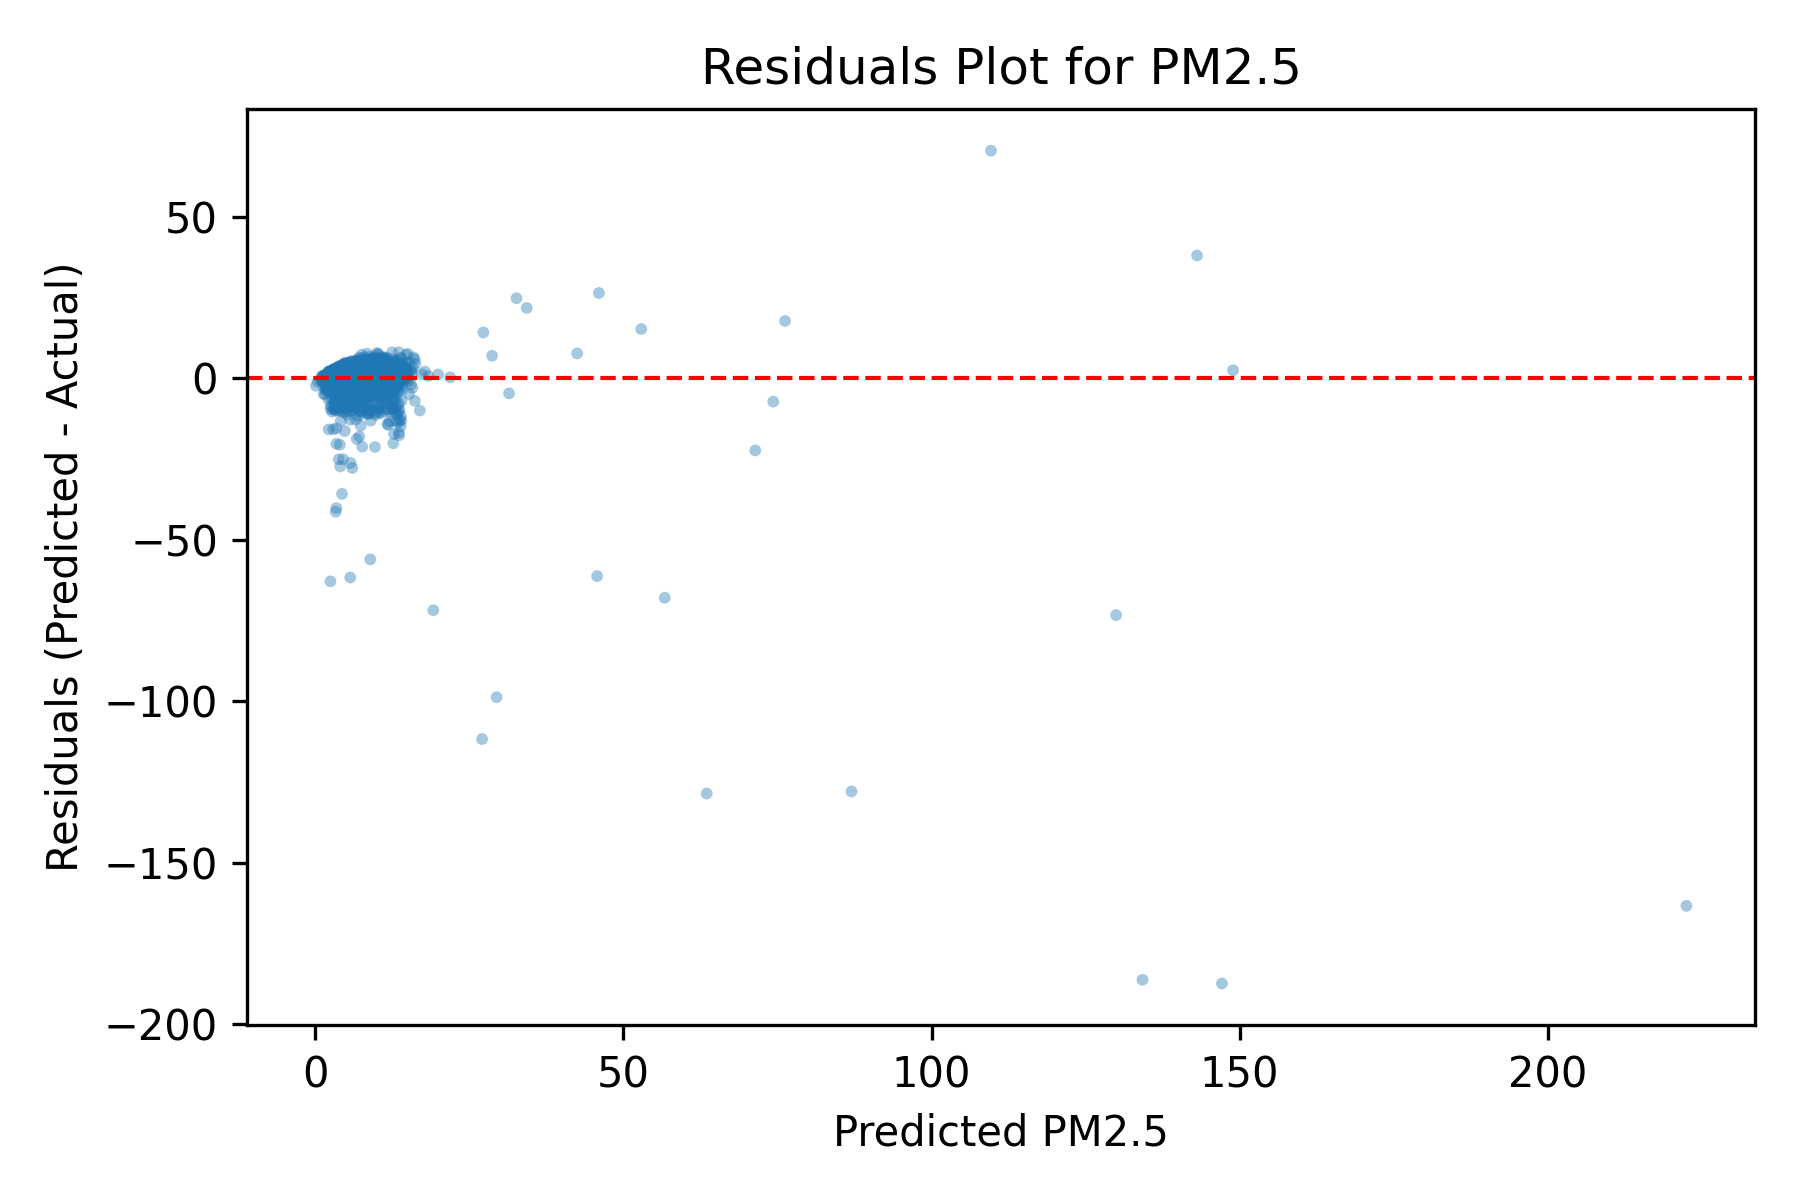 Residuals Plot for PM2.5
Residuals (Predicted - Actual)
50
0
−50
−100
−150
−200
0 50 100 150 200
Predicted PM2.5